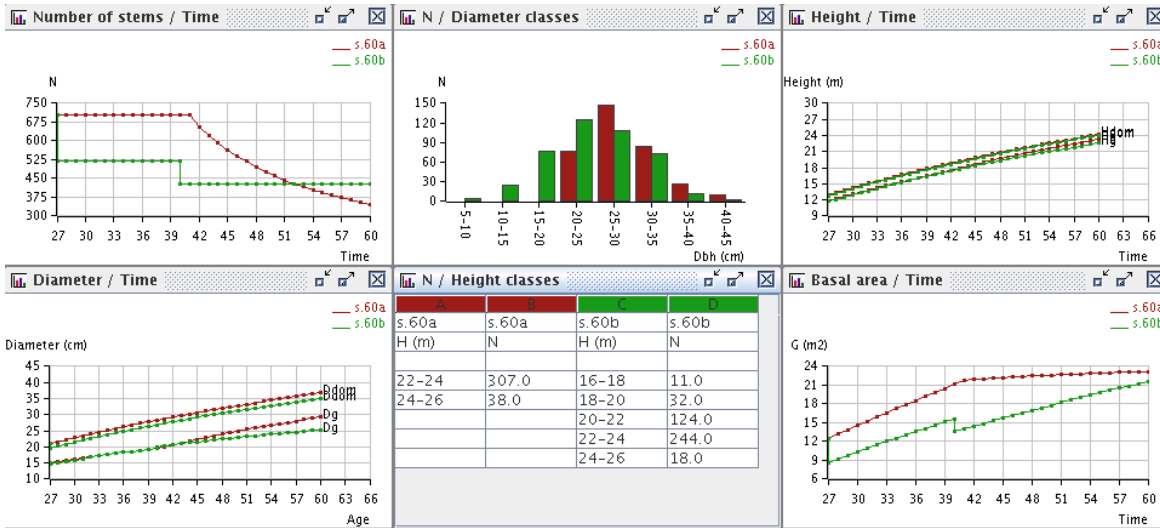 Number of stems / Time
s.60a
s.60b
N
750
675
600
525
450
375
300
27 30 33 36 39 42 45 48 51 54 57 60
Time
N / Diameter classes
s.60a
s.60b
N
150
120
90
60
30
0
5-10 10-15 15-20 20-25 25-30 30-35 35-40 40-45
Dbh (cm)
Height / Time
s.60a
s.60b
Height (m)
30
27
24
21
18
15
12
9
Hdom
Hg
27 30 33 36 39 42 45 48 51 54 57 60 63 66
Time
Diameter / Time
s.60a
s.60b
Diameter (cm)
45
40
35
30
25
20
15
10
Ddom
Ddom
Dg
Dg
27 30 33 36 39 42 45 48 51 54 57 60 63 66
Age
N / Height classes
A B C D
s.60a s.60a s.60b s.60b
H (m) N H (m) N
22-24 307.0 16-18 11.0
24-26 38.0 18-20 32.0
20-22 124.0
22-24 244.0
24-26 18.0
Basal area / Time
s.60a
s.60b
G (m2)
24
21
18
15
12
9
6
27 30 33 36 39 42 45 48 51 54 57 60
Time